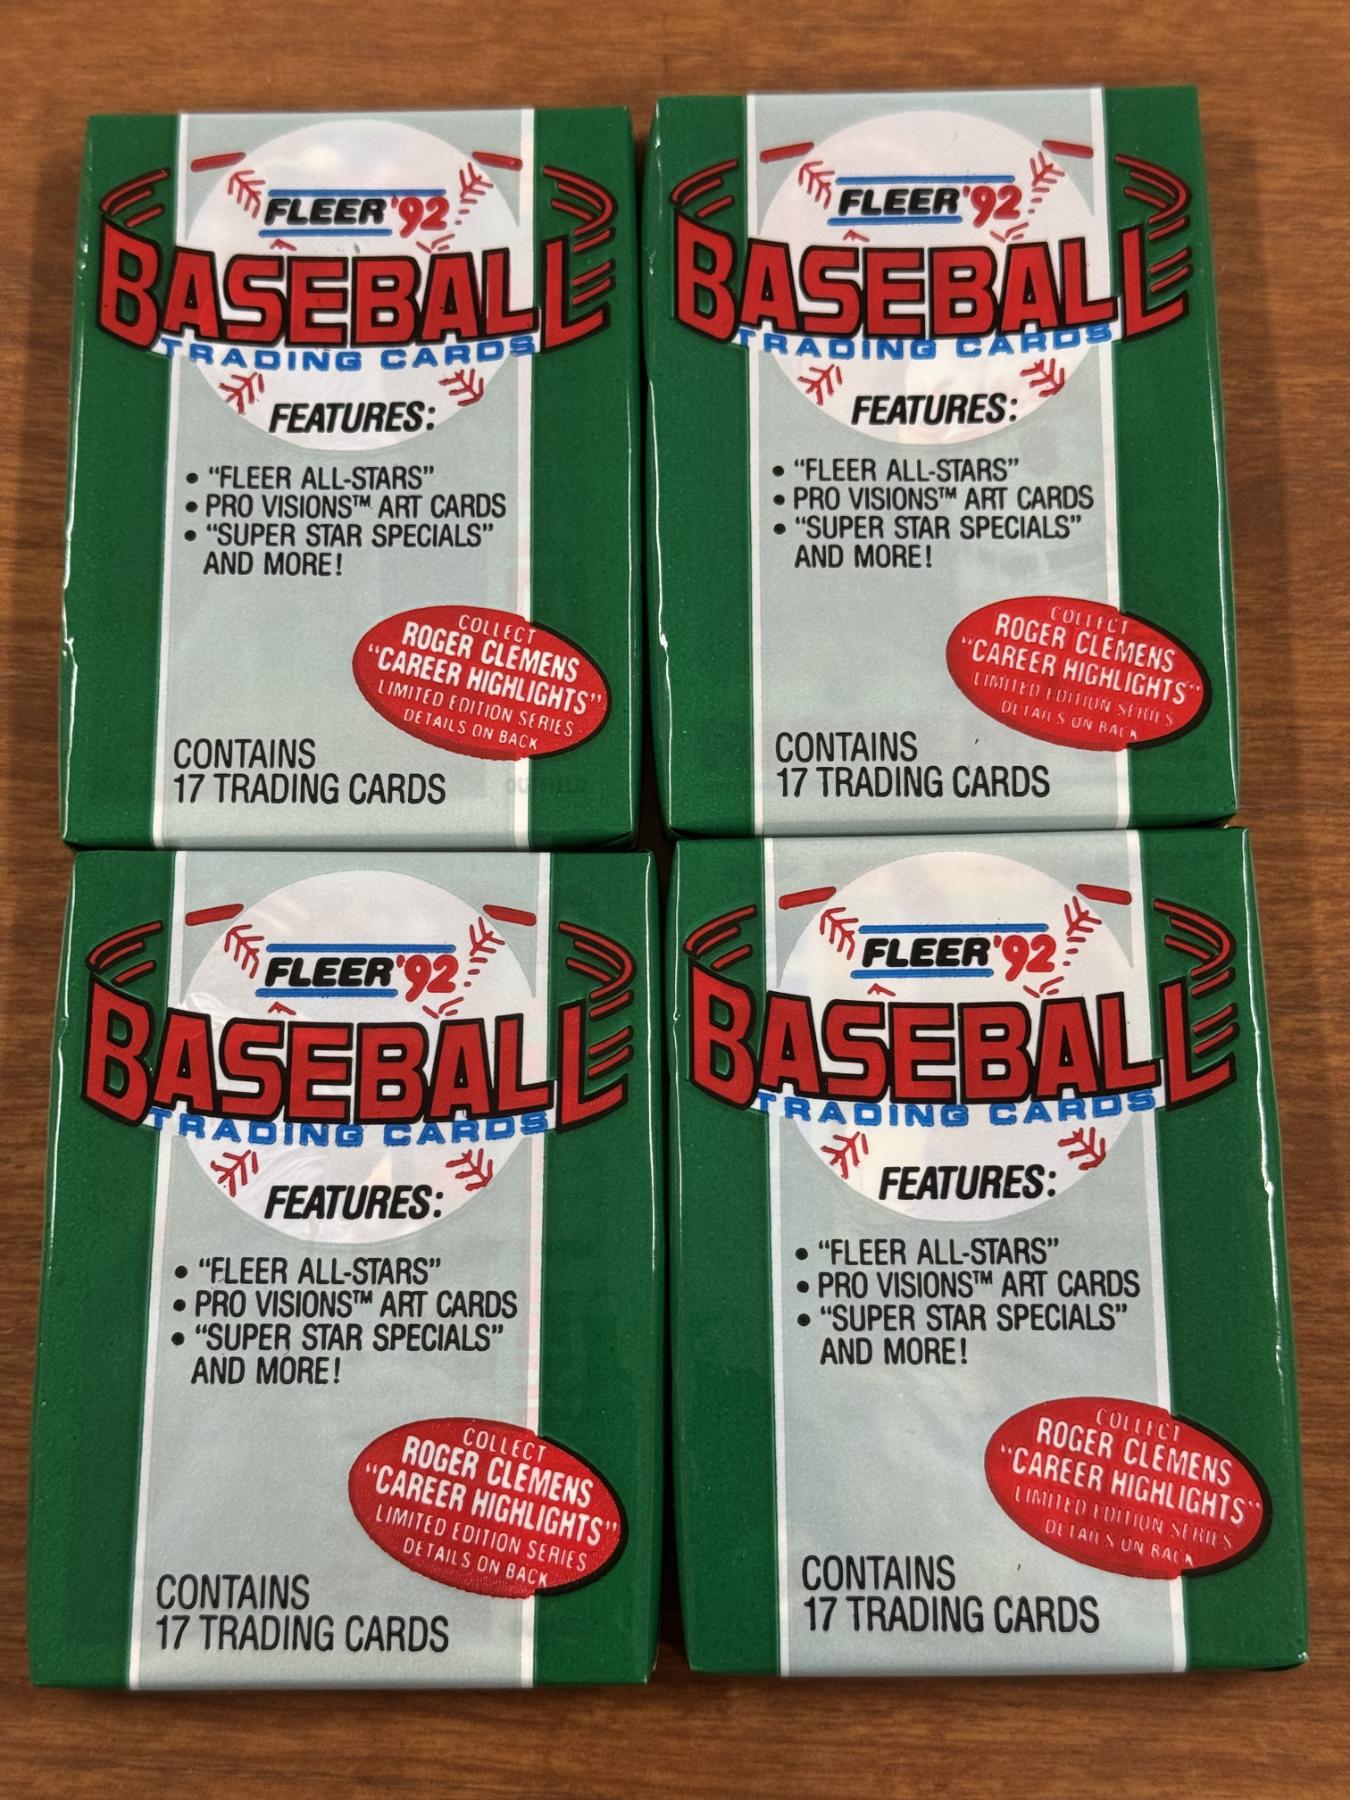 FLEER '92
BASEBALL
TRADING CARDS
FEATURES:
• "FLEER ALL-STARS"
• PRO VISIONS™ ART CARDS
• "SUPER STAR SPECIALS"
AND MORE!
COLLECT
ROGER CLEMENS
"CAREER HIGHLIGHTS"
LIMITED EDITION SERIES
DETAILS ON BACK
CONTAINS
17 TRADING CARDS
FLEER '92
BASEBALL
TRADING CARDS
FEATURES:
• "FLEER ALL-STARS"
• PRO VISIONS™ ART CARDS
• "SUPER STAR SPECIALS"
AND MORE!
COLLECT
ROGER CLEMENS
"CAREER HIGHLIGHTS"
LIMITED EDITION SERIES
DETAILS ON BACK
CONTAINS
17 TRADING CARDS
FLEER '92
BASEBALL
TRADING CARDS
FEATURES:
• "FLEER ALL-STARS"
• PRO VISIONS™ ART CARDS
• "SUPER STAR SPECIALS"
AND MORE!
COLLECT
ROGER CLEMENS
"CAREER HIGHLIGHTS"
LIMITED EDITION SERIES
DETAILS ON BACK
CONTAINS
17 TRADING CARDS
FLEER '92
BASEBALL
TRADING CARDS
FEATURES:
• "FLEER ALL-STARS"
• PRO VISIONS™ ART CARDS
• "SUPER STAR SPECIALS"
AND MORE!
COLLECT
ROGER CLEMENS
"CAREER HIGHLIGHTS"
LIMITED EDITION SERIES
DETAILS ON BACK
CONTAINS
17 TRADING CARDS